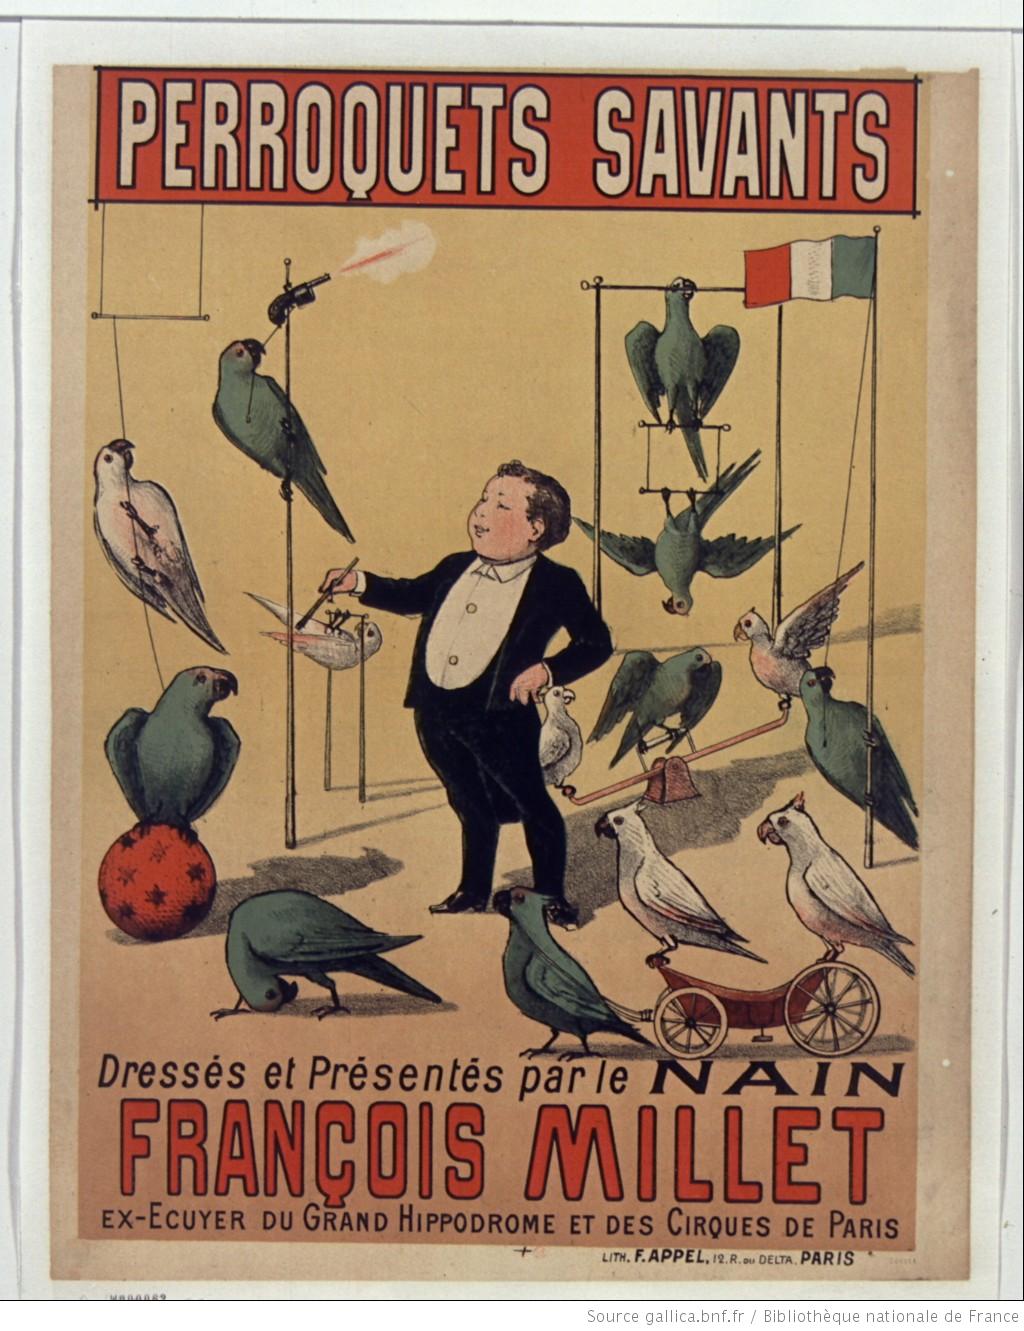 PERROQUETS SAVANTS
Dressés et Présentés par le NAIN
FRANÇOIS MILLET
EX-ECUYER DU GRAND HIPPODROME ET DES CIRQUES DE PARIS
LITH. F. APPEL, 12. R. DU DELTA. PARIS
Source gallica.bnf.fr / Bibliothèque nationale de France